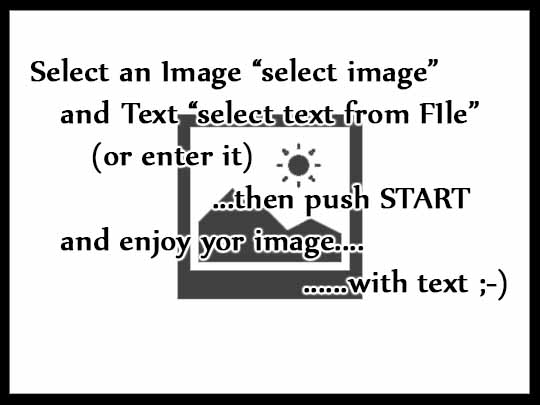 Select an Image “select image”
and Text “select text from FIle”
(or enter it)
...then push START
and enjoy yor image....
......with text ;-)